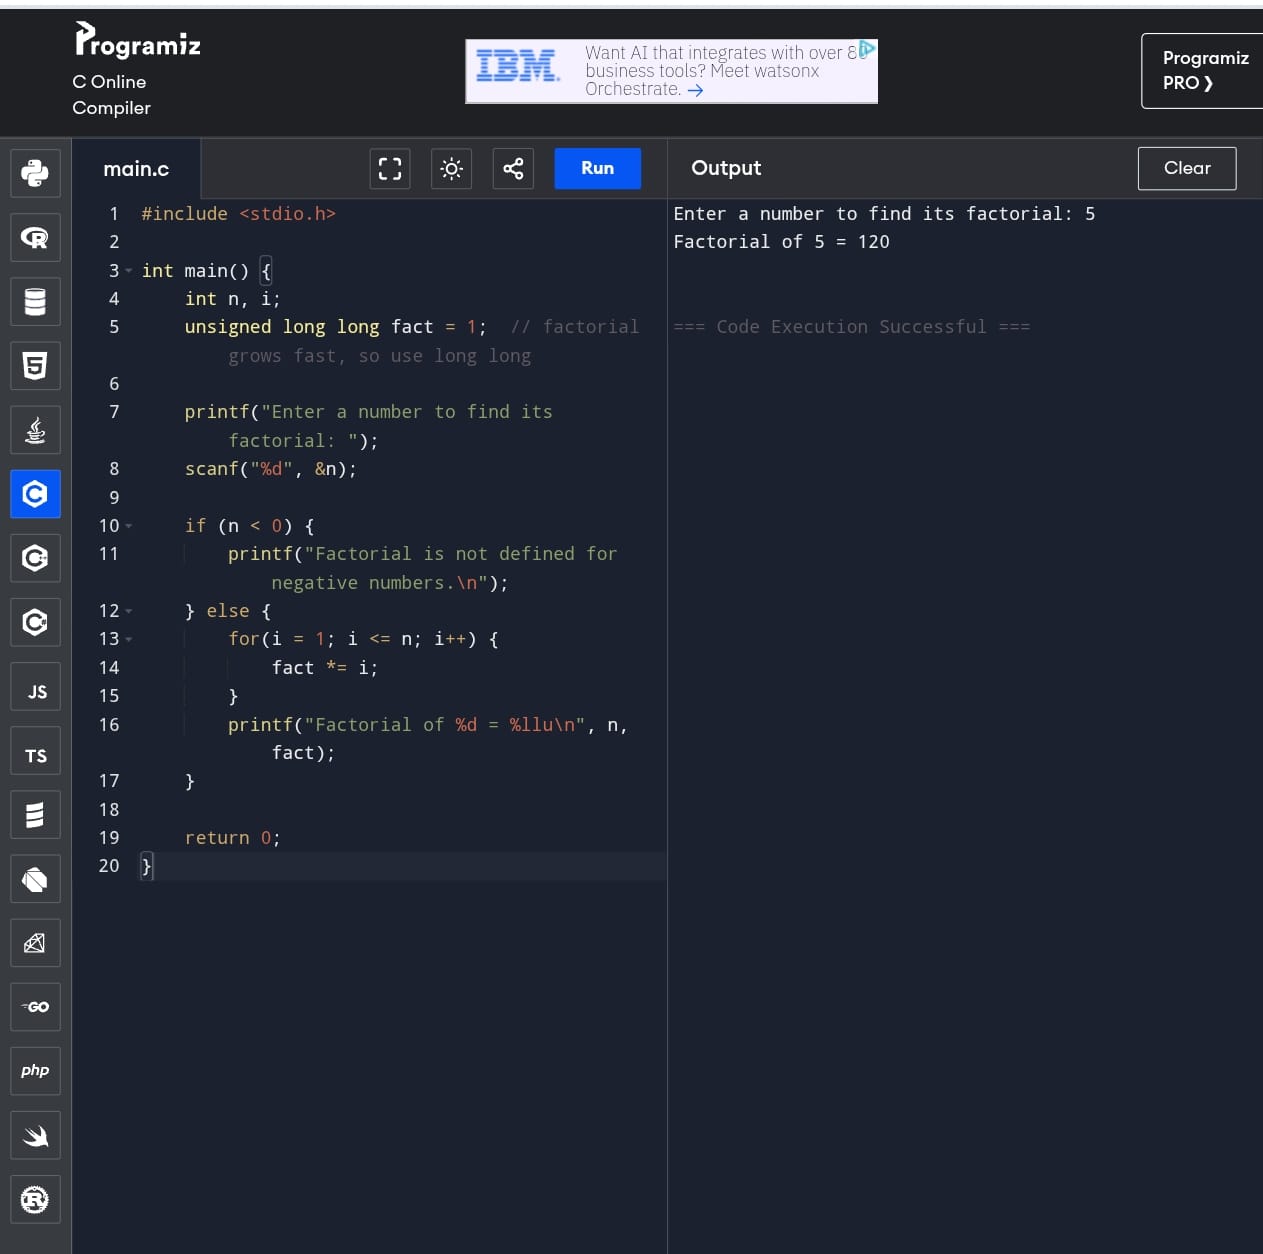 Programiz
C Online
Compiler
IBM.
Want AI that integrates with over
business tools? Meet watsonx
Orchestrate. →
Programiz
PRO ❯
main.c
Run
Output
Clear
1 #include <stdio.h>
2
3 int main() {
4     int n, i;
5     unsigned long long fact = 1;  // factorial
        grows fast, so use long long
6
7     printf("Enter a number to find its
        factorial: ");
8     scanf("%d", &n);
9
10     if (n < 0) {
11         printf("Factorial is not defined for
            negative numbers.\n");
12     } else {
13         for(i = 1; i <= n; i++) {
14             fact *= i;
15         }
16         printf("Factorial of %d = %llu\n", n,
            fact);
17     }
18
19     return 0;
20 }
Enter a number to find its factorial: 5
Factorial of 5 = 120
=== Code Execution Successful ===
R
5
C
C
C
JS
TS
GO
php
R